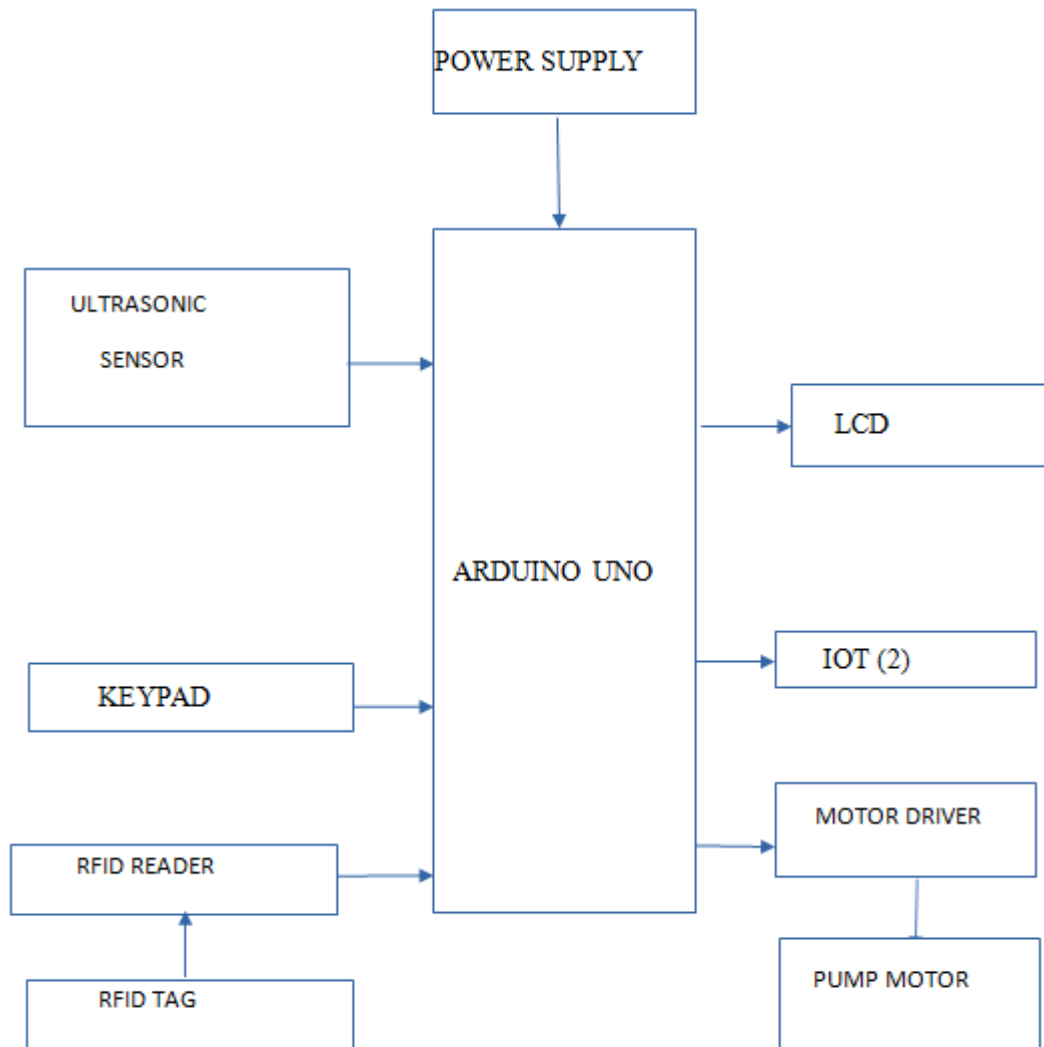 POWER SUPPLY
ULTRASONIC
SENSOR
LCD
ARDUINO UNO
IOT (2)
KEYPAD
MOTOR DRIVER
RFID READER
PUMP MOTOR
RFID TAG